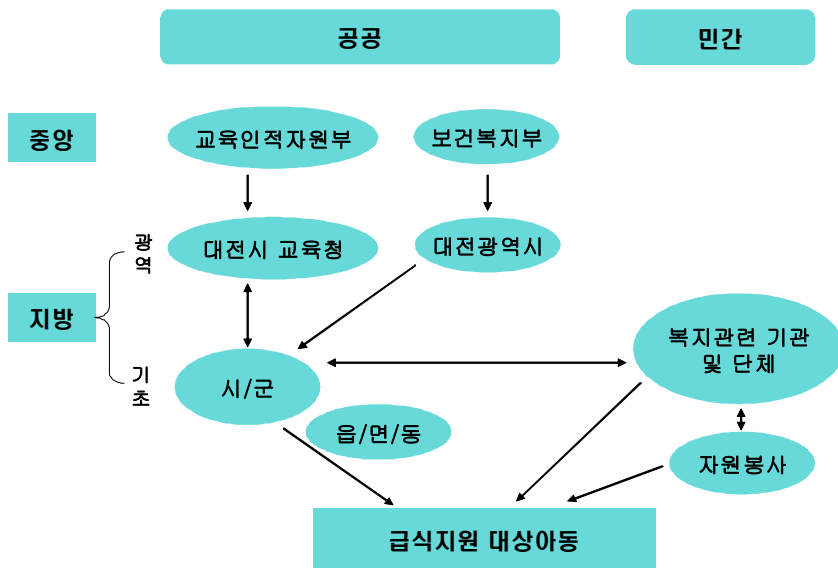 공공
민간
중앙
교육인적자원부
보건복지부
광역
대전시 교육청
대전광역시
지방
기초
시/군
복지관련 기관
및 단체
읍/면/동
자원봉사
급식지원 대상아동